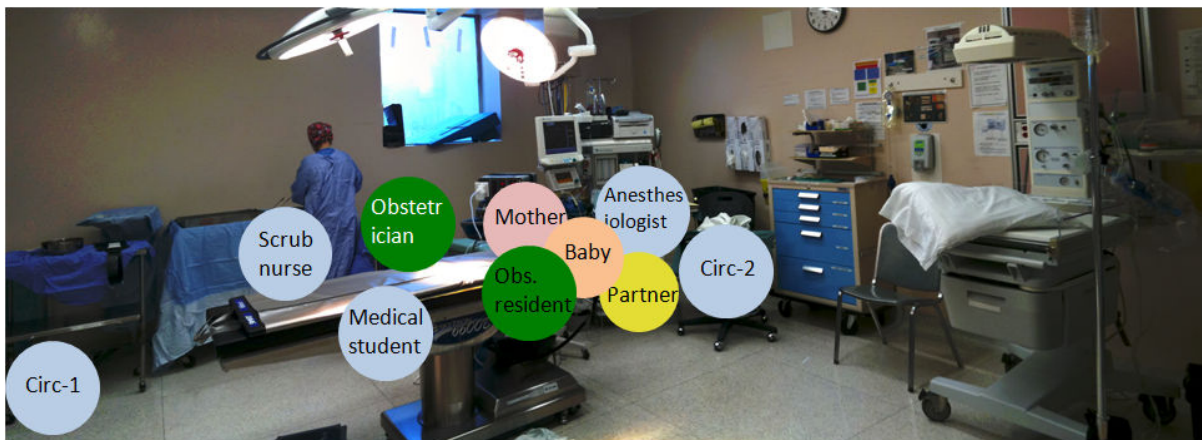 Obstetr
ician
Mother
Anesthes
iologist
Scrub
nurse
Baby
Circ-2
Obs.
resident
Partner
Medical
student
Circ-1